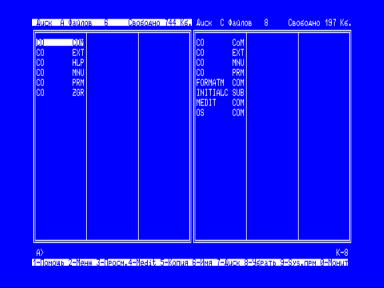 Диск A Файлов 6 Свободно 744 Кб. Диск C Файлов 8 Свободно 197 Кб.
CO COM CO COM
CO EXT CO EXT
CO HLP CO MNU
CO MNU CO PRM
CO PRM FORMATM COM
CO ZGR INITIALC SUB
MEDIT COM
OS COM
A> K-8
1-Помощь 2-Меню 3-Просм. 4-Medit 5-Копия 6-Имя 7-Диск 8-Убрать 9-Sys.прм 0-Монит